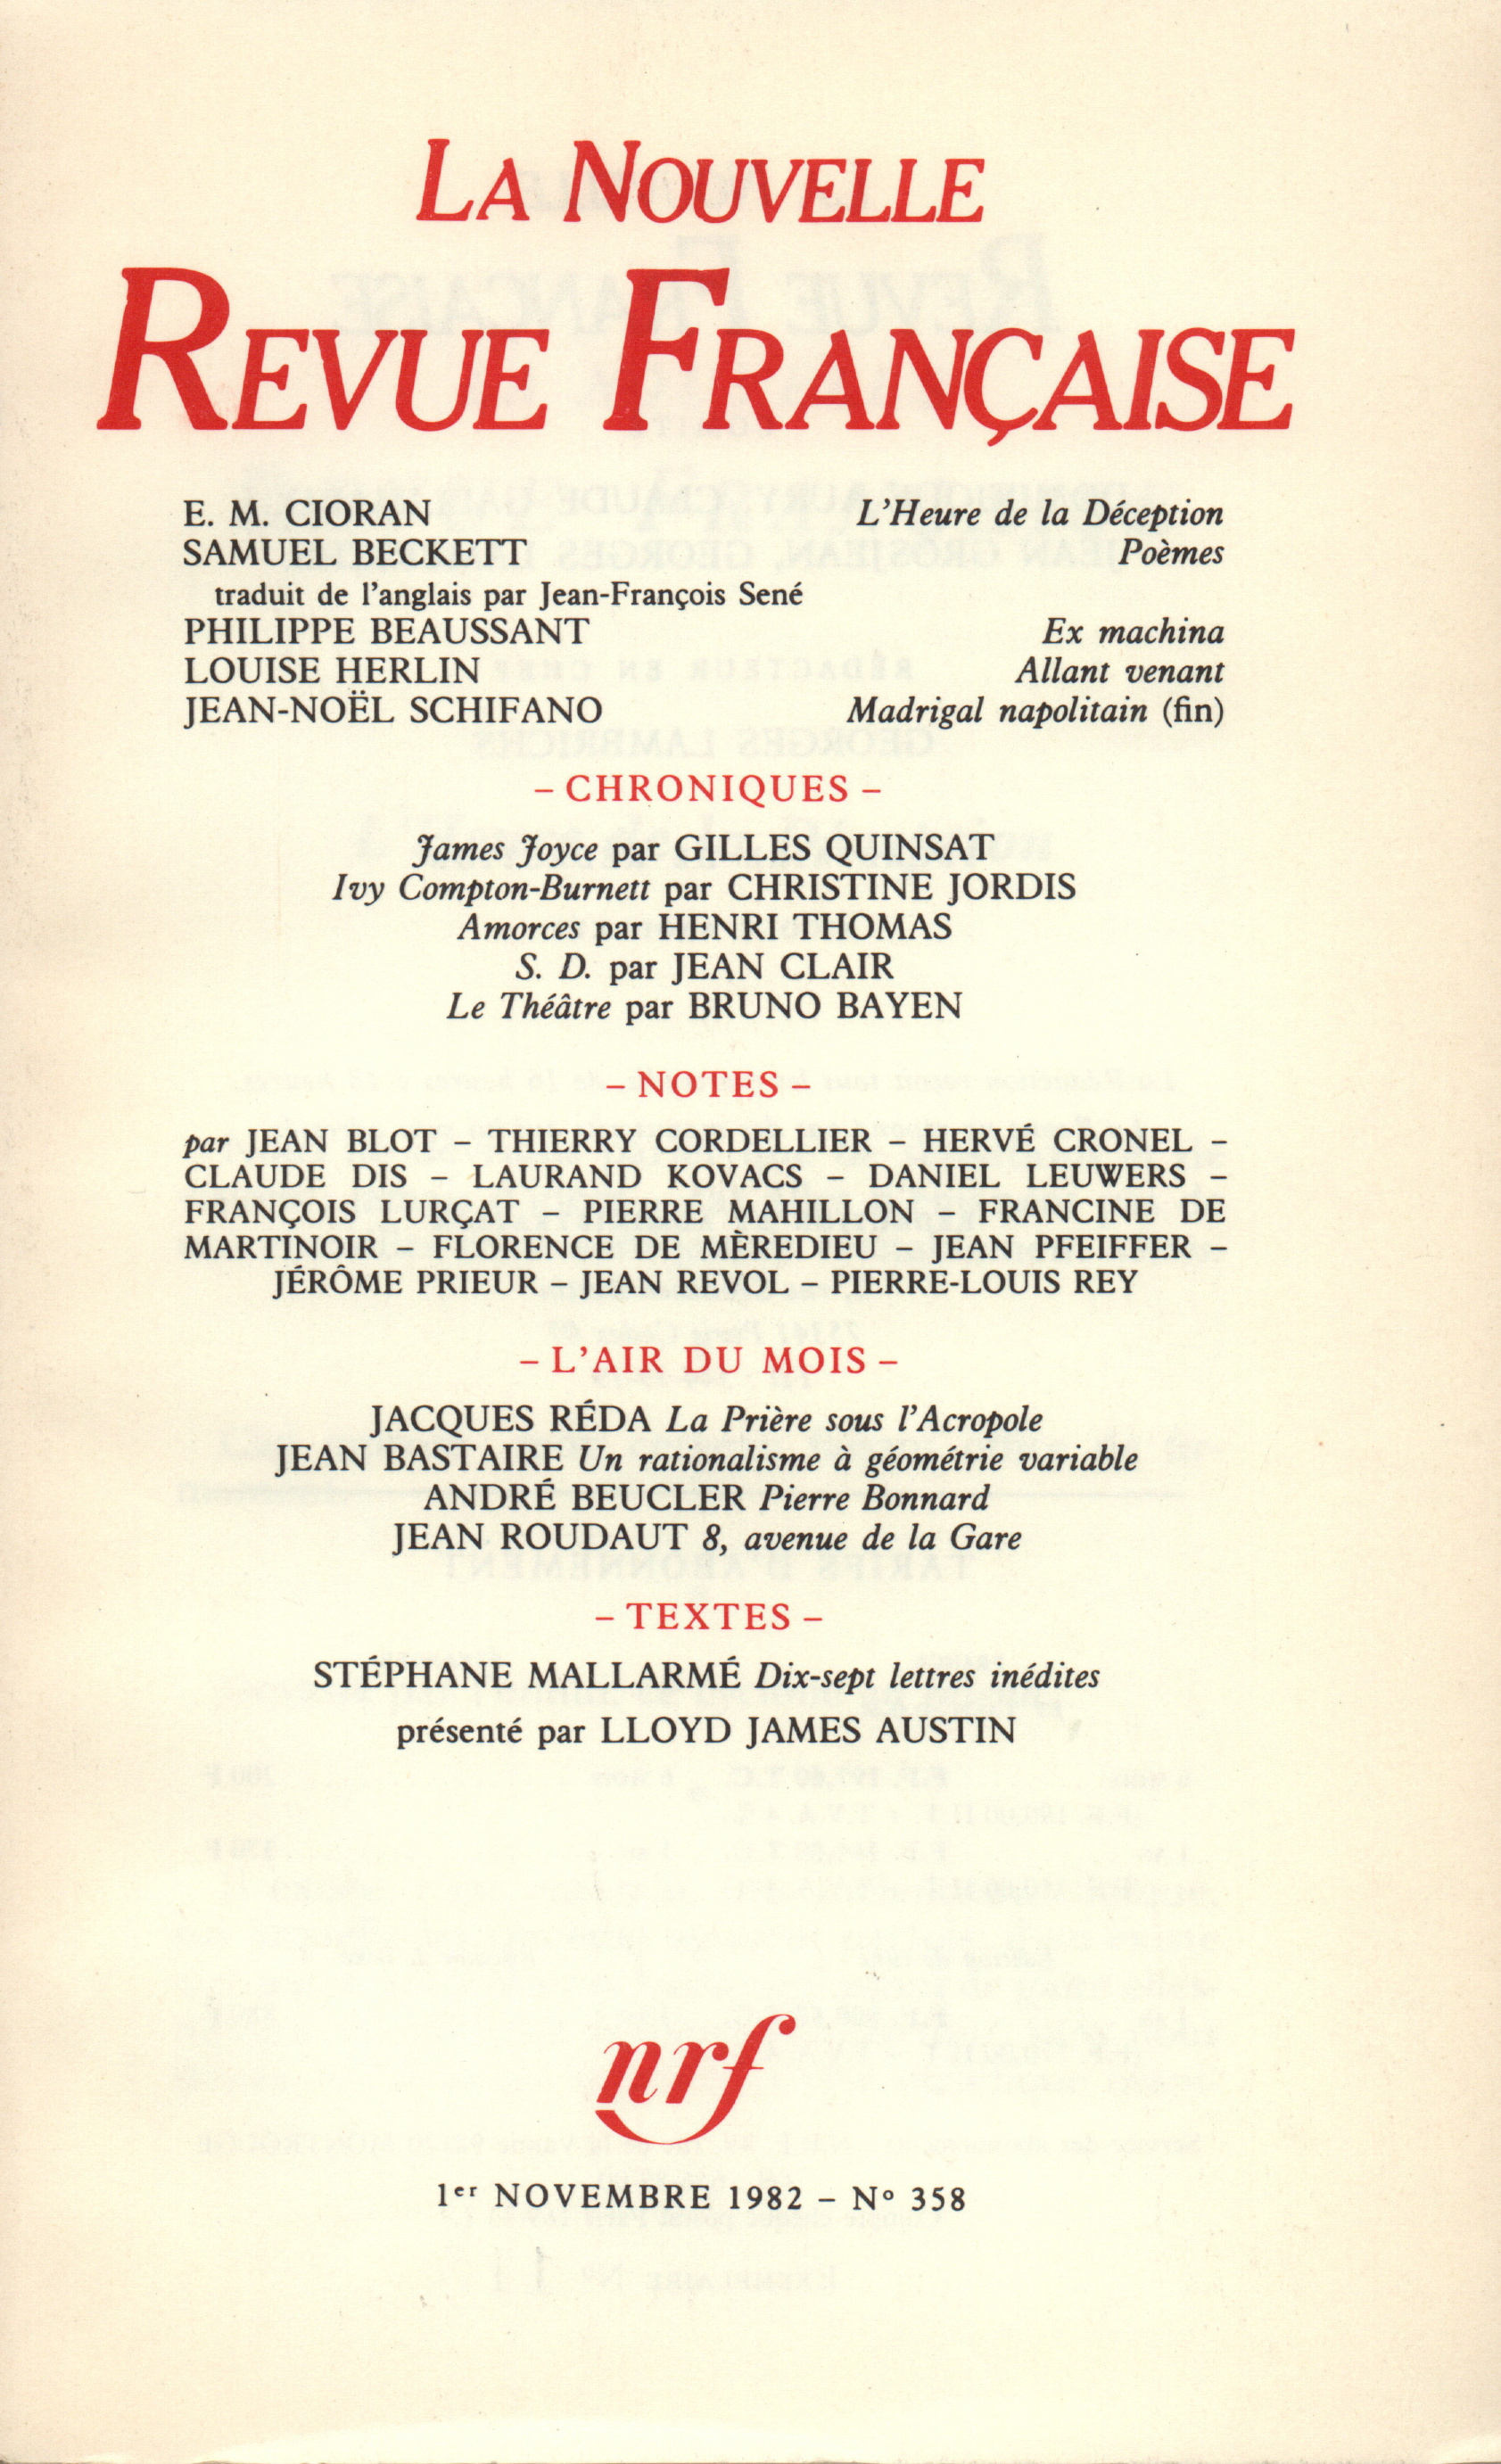 LA NOUVELLE
REVUE FRANÇAISE
E. M. CIORAN L'Heure de la Déception
SAMUEL BECKETT Poèmes
traduit de l'anglais par Jean-François Sené
PHILIPPE BEAUSSANT Ex machina
LOUISE HERLIN Allant venant
JEAN-NOËL SCHIFANO Madrigal napolitain (fin)
– CHRONIQUES –
James Joyce par GILLES QUINSAT
Ivy Compton-Burnett par CHRISTINE JORDIS
Amorces par HENRI THOMAS
S. D. par JEAN CLAIR
Le Théâtre par BRUNO BAYEN
– NOTES –
par JEAN BLOT – THIERRY CORDELLIER – HERVÉ CRONEL –
CLAUDE DIS – LAURAND KOVACS – DANIEL LEUWERS –
FRANÇOIS LURÇAT – PIERRE MAHILLON – FRANCINE DE
MARTINOIR – FLORENCE DE MÈREDIEU – JEAN PFEIFFER –
JÉRÔME PRIEUR – JEAN REVOL – PIERRE-LOUIS REY
– L'AIR DU MOIS –
JACQUES RÉDA La Prière sous l'Acropole
JEAN BASTAIRE Un rationalisme à géométrie variable
ANDRÉ BEUCLER Pierre Bonnard
JEAN ROUDAUT 8, avenue de la Gare
– TEXTES –
STÉPHANE MALLARMÉ Dix-sept lettres inédites
présenté par LLOYD JAMES AUSTIN
nrf
1er NOVEMBRE 1982 – No 358